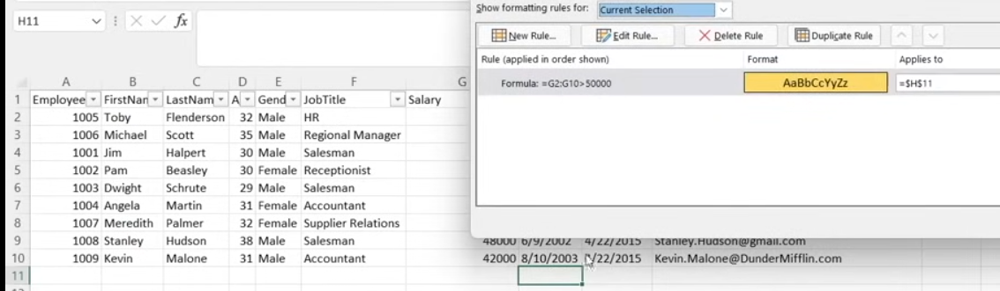 Show formatting rules for: Current Selection
H11 fx
New Rule... Edit Rule... Delete Rule Duplicate Rule
Rule (applied in order shown) Format Applies to
Formula: =G2:G10>50000 AaBbCcYyZz =$H$11
A B C D E F G
1 Employee FirstNan LastNam A Gend JobTitle Salary
2 1005 Toby Flenderson 32 Male HR
3 1006 Michael Scott 35 Male Regional Manager
4 1001 Jim Halpert 30 Male Salesman
5 1002 Pam Beasley 30 Female Receptionist
6 1003 Dwight Schrute 29 Male Salesman
7 1004 Angela Martin 31 Female Accountant
8 1007 Meredith Palmer 32 Female Supplier Relations
9 1008 Stanley Hudson 38 Male Salesman 48000 6/9/2002 4/22/2015 Stanley.Hudson@gmail.com
10 1009 Kevin Malone 31 Male Accountant 42000 8/10/2003 /22/2015 Kevin.Malone@DunderMifflin.com
11